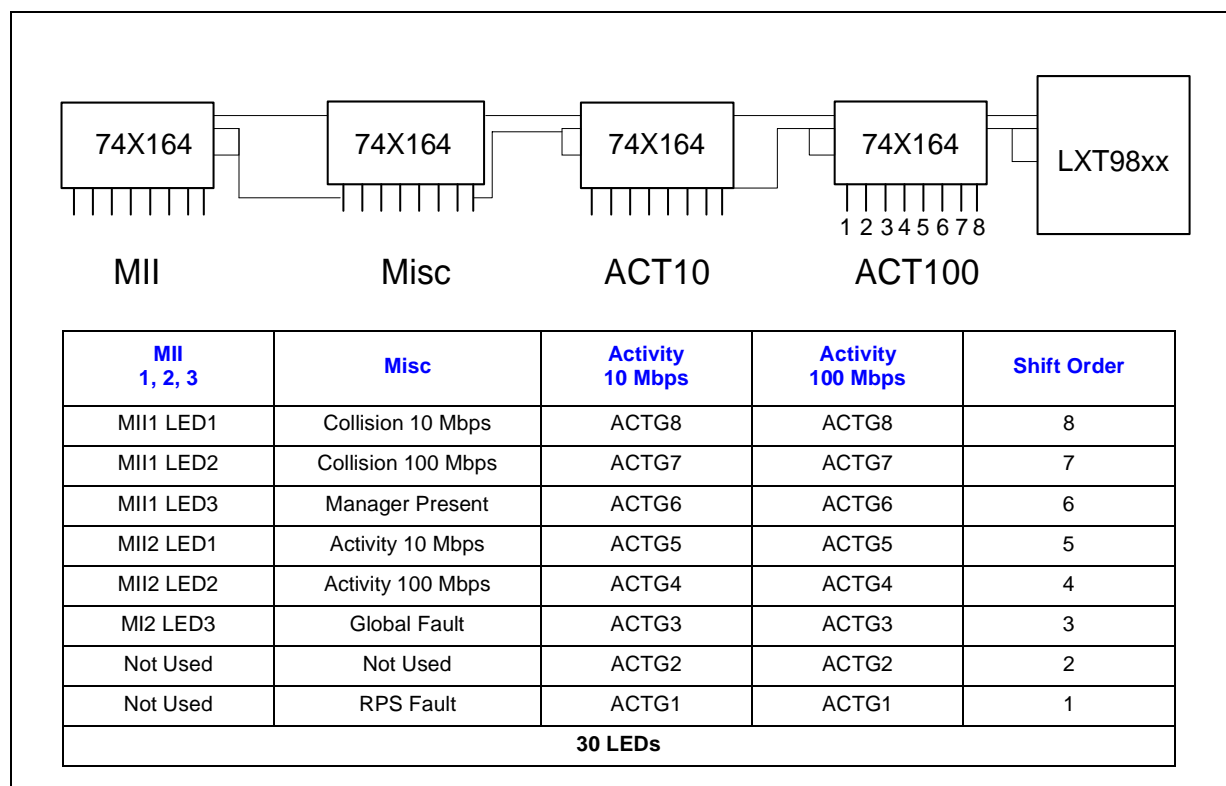 74X164 74X164 74X164 74X164 LXT98xx
1 2 3 4 5 6 7 8
MII Misc ACT10 ACT100
MII 1, 2, 3 Misc Activity 10 Mbps Activity 100 Mbps Shift Order
MII1 LED1 Collision 10 Mbps ACTG8 ACTG8 8
MII1 LED2 Collision 100 Mbps ACTG7 ACTG7 7
MII1 LED3 Manager Present ACTG6 ACTG6 6
MII2 LED1 Activity 10 Mbps ACTG5 ACTG5 5
MII2 LED2 Activity 100 Mbps ACTG4 ACTG4 4
MI2 LED3 Global Fault ACTG3 ACTG3 3
Not Used Not Used ACTG2 ACTG2 2
Not Used RPS Fault ACTG1 ACTG1 1
30 LEDs